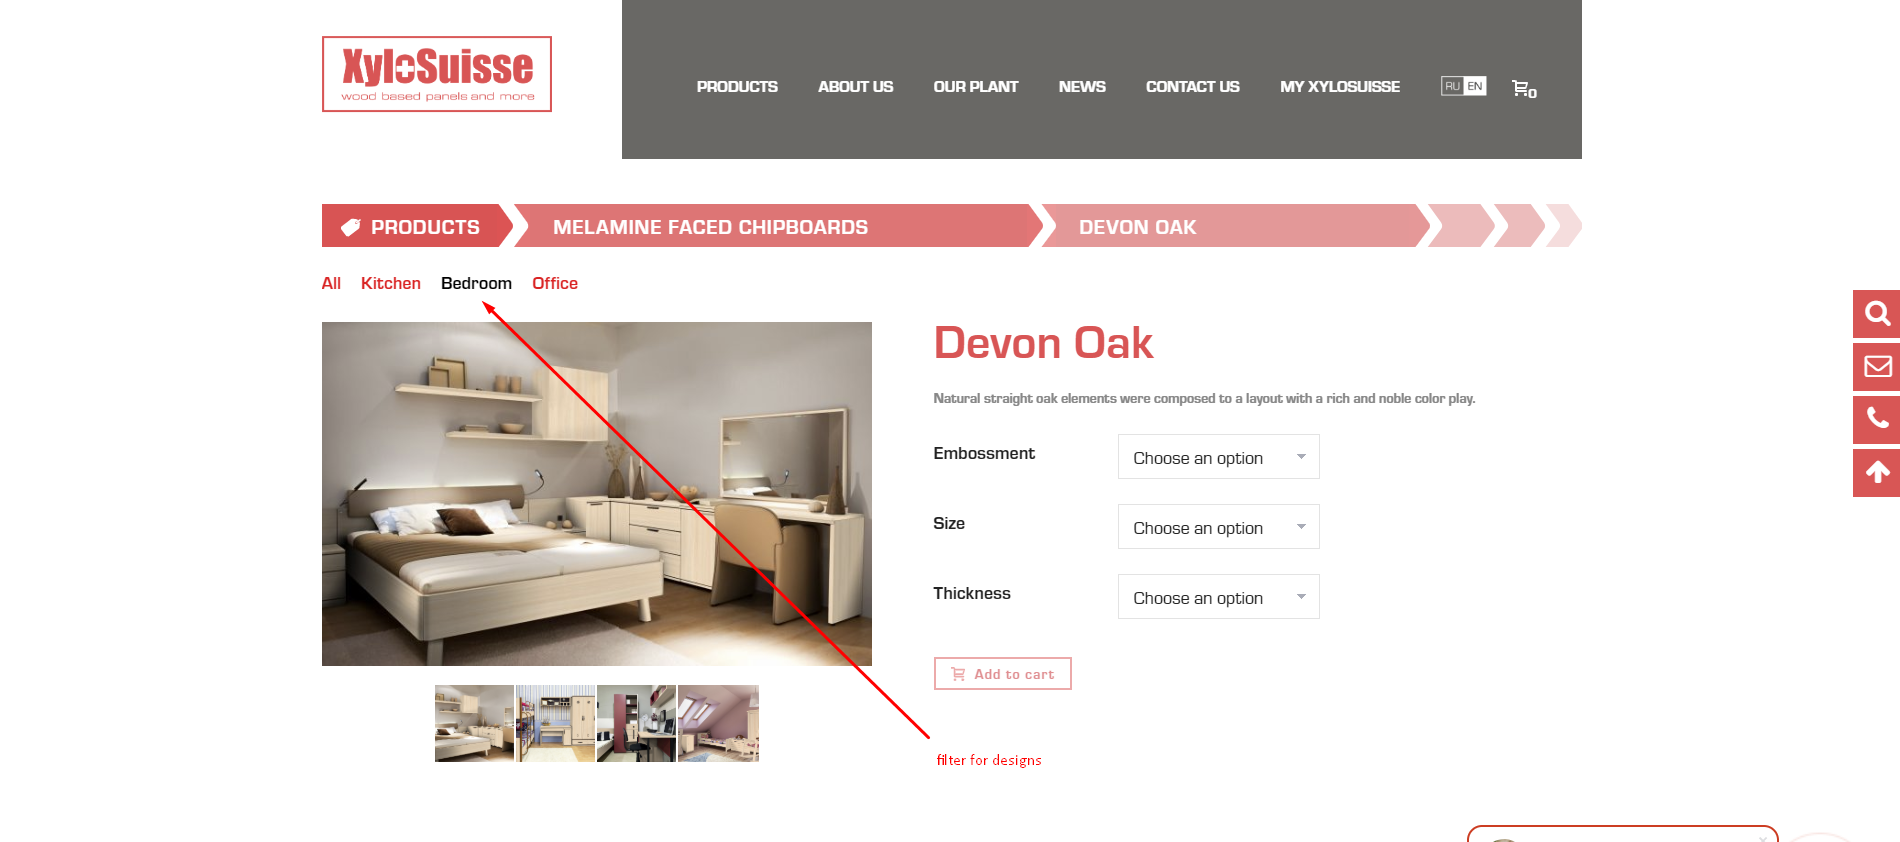 XyloSuisse
wood based panels and more
PRODUCTS ABOUT US OUR PLANT NEWS CONTACT US MY XYLOSUISSE RU EN 0
PRODUCTS MELAMINE FACED CHIPBOARDS DEVON OAK
All Kitchen Bedroom Office
Devon Oak
Natural straight oak elements were composed to a layout with a rich and noble color play.
Embossment Choose an option
Size Choose an option
Thickness Choose an option
Add to cart
filter for designs